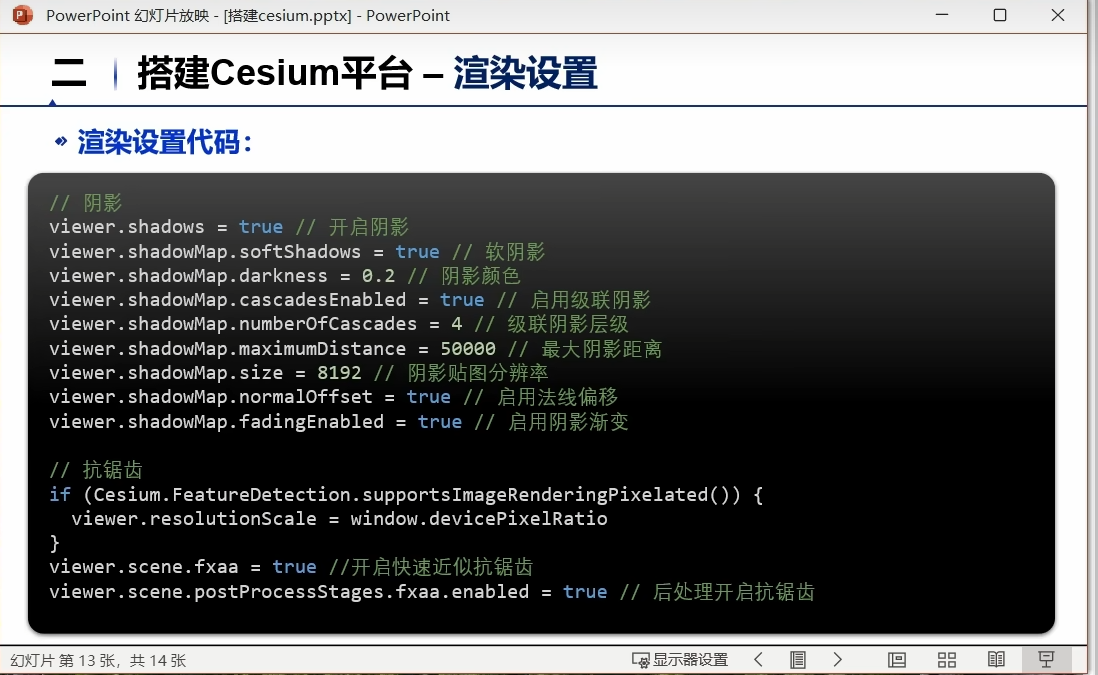 PowerPoint 幻灯片放映 - [搭建cesium.pptx] - PowerPoint
二 搭建Cesium平台 – 渲染设置
渲染设置代码：
// 阴影
viewer.shadows = true // 开启阴影
viewer.shadowMap.softShadows = true // 软阴影
viewer.shadowMap.darkness = 0.2 // 阴影颜色
viewer.shadowMap.cascadesEnabled = true // 启用级联阴影
viewer.shadowMap.numberOfCascades = 4 // 级联阴影层级
viewer.shadowMap.maximumDistance = 50000 // 最大阴影距离
viewer.shadowMap.size = 8192 // 阴影贴图分辨率
viewer.shadowMap.normalOffset = true // 启用法线偏移
viewer.shadowMap.fadingEnabled = true // 启用阴影渐变
// 抗锯齿
if (Cesium.FeatureDetection.supportsImageRenderingPixelated()) {
  viewer.resolutionScale = window.devicePixelRatio
}
viewer.scene.fxaa = true //开启快速近似抗锯齿
viewer.scene.postProcessStages.fxaa.enabled = true // 后处理开启抗锯齿
幻灯片 第 13 张，共 14 张 显示器设置